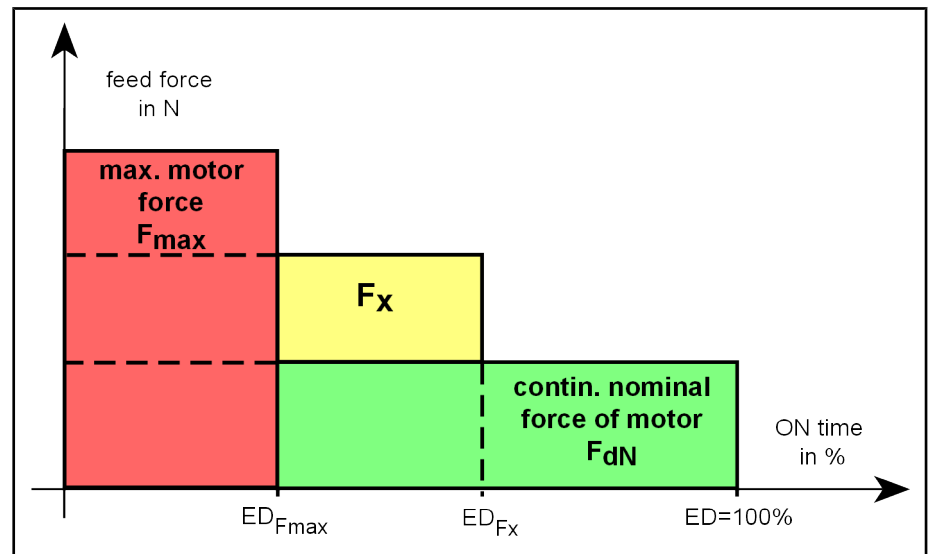 feed force
in N
max. motor
force
Fmax
Fx
contin. nominal
force of motor
FdN
ON time
in %
EDFmax
EDFx
ED=100%